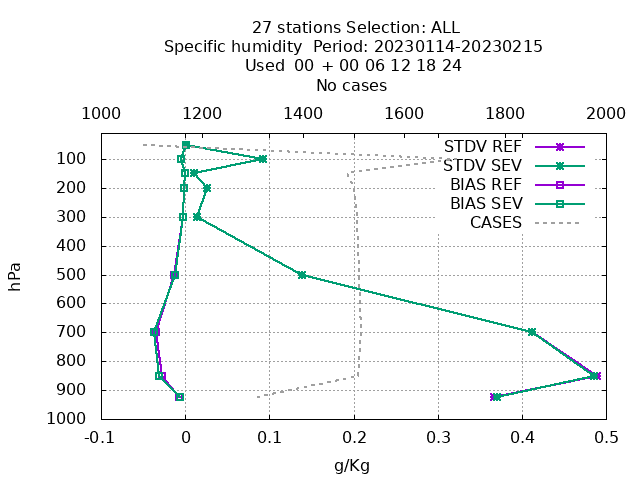 27 stations Selection: ALL
Specific humidity  Period: 20230114-20230215
Used  00 + 00 06 12 18 24
No cases
1000 1200 1400 1600 1800 2000
STDV REF
STDV SEV
BIAS REF
BIAS SEV
CASES
100
200
300
400
500
600
700
800
900
1000
hPa
-0.1 0 0.1 0.2 0.3 0.4 0.5
g/Kg